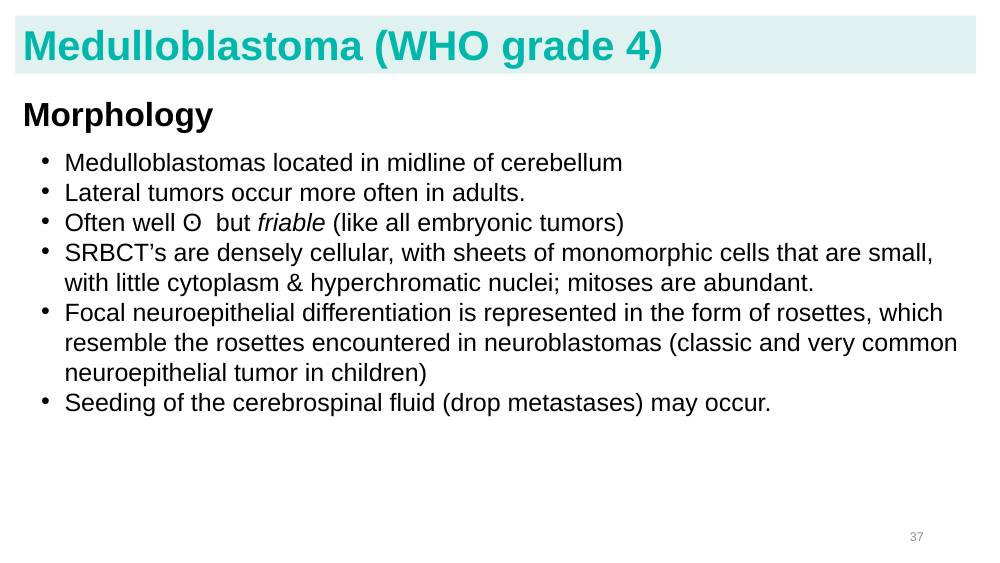 Medulloblastoma (WHO grade 4)
Morphology
• Medulloblastomas located in midline of cerebellum
• Lateral tumors occur more often in adults.
• Often well ʘ but friable (like all embryonic tumors)
• SRBCT’s are densely cellular, with sheets of monomorphic cells that are small,
with little cytoplasm & hyperchromatic nuclei; mitoses are abundant.
• Focal neuroepithelial differentiation is represented in the form of rosettes, which
resemble the rosettes encountered in neuroblastomas (classic and very common
neuroepithelial tumor in children)
• Seeding of the cerebrospinal fluid (drop metastases) may occur.
37